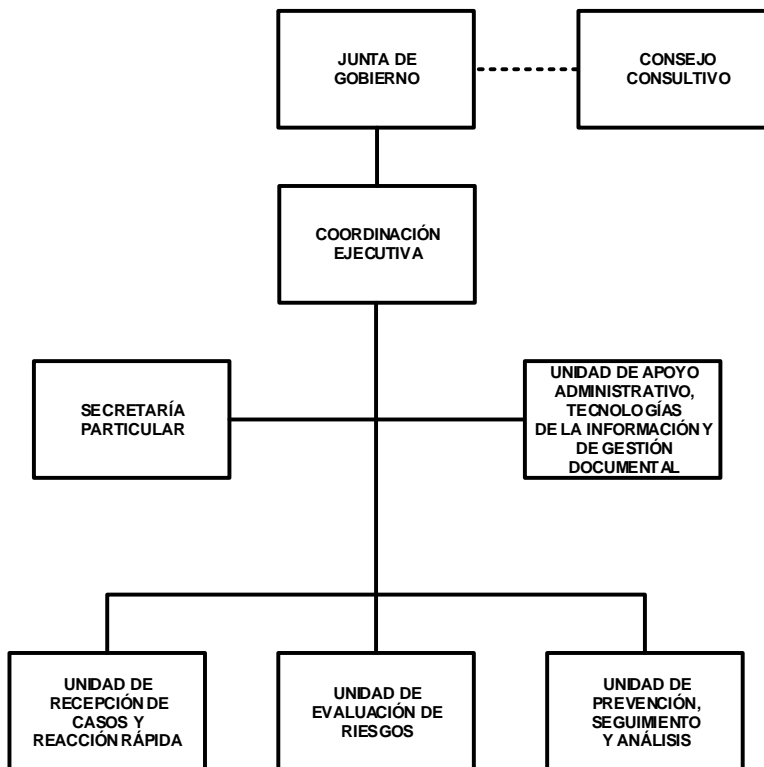 JUNTA DE
GOBIERNO
CONSEJO
CONSULTIVO
COORDINACIÓN
EJECUTIVA
SECRETARÍA
PARTICULAR
UNIDAD DE APOYO
ADMINISTRATIVO,
TECNOLOGÍAS
DE LA INFORMACIÓN Y
DE GESTIÓN
DOCUMENTAL
UNIDAD DE
RECEPCIÓN DE
CASOS Y
REACCIÓN RÁPIDA
UNIDAD DE
EVALUACIÓN DE
RIESGOS
UNIDAD DE
PREVENCIÓN,
SEGUIMIENTO
Y ANÁLISIS